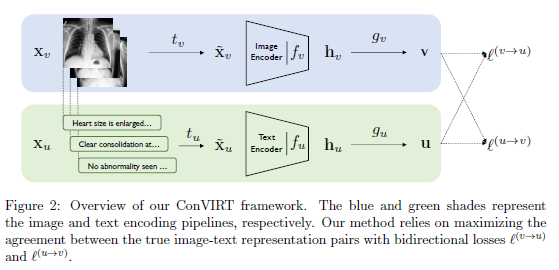 x_v
t_v
x̃_v
Image
Encoder
f_v
h_v
g_v
v
ℓ^(v→u)
Heart size is enlarged...
x_u
Clear consolidation at...
No abnormality seen ...
t_u
x̃_u
Text
Encoder
f_u
h_u
g_u
u
ℓ^(u→v)
Figure 2: Overview of our ConVIRT framework. The blue and green shades represent
the image and text encoding pipelines, respectively. Our method relies on maximizing the
agreement between the true image-text representation pairs with bidirectional losses ℓ^(v→u)
and ℓ^(u→v).